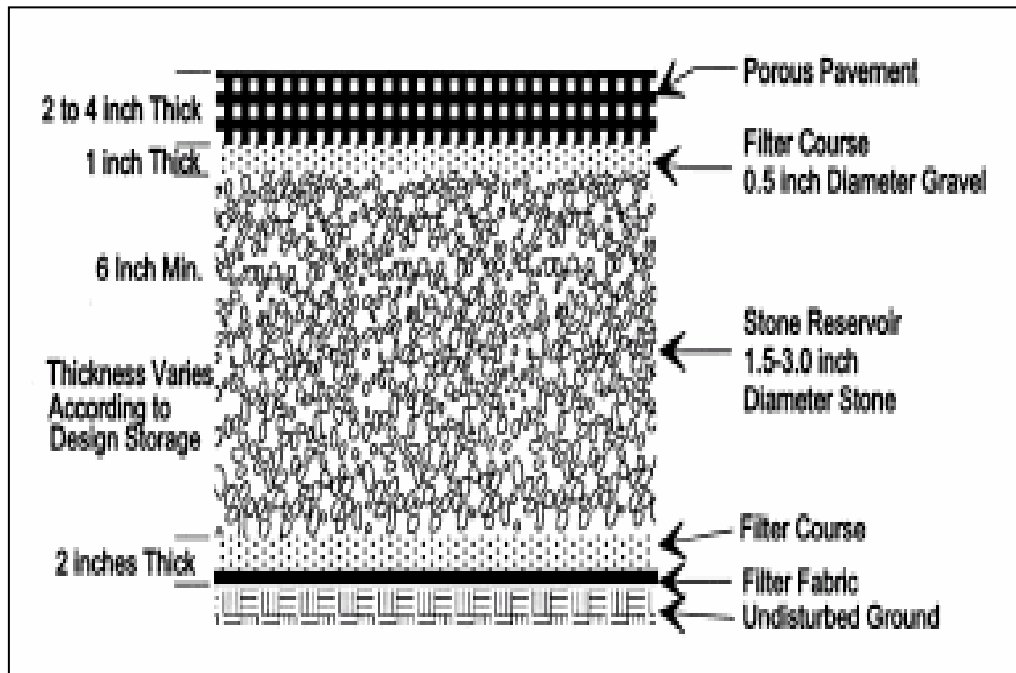 2 to 4 inch Thick
1 inch Thick
6 Inch Min.
Thickness Varies
According to
Design Storage
2 inches Thick
Porous Pavement
Filter Course
0.5 inch Diameter Gravel
Stone Reservoir
1.5-3.0 inch
Diameter Stone
Filter Course
Filter Fabric
Undisturbed Ground